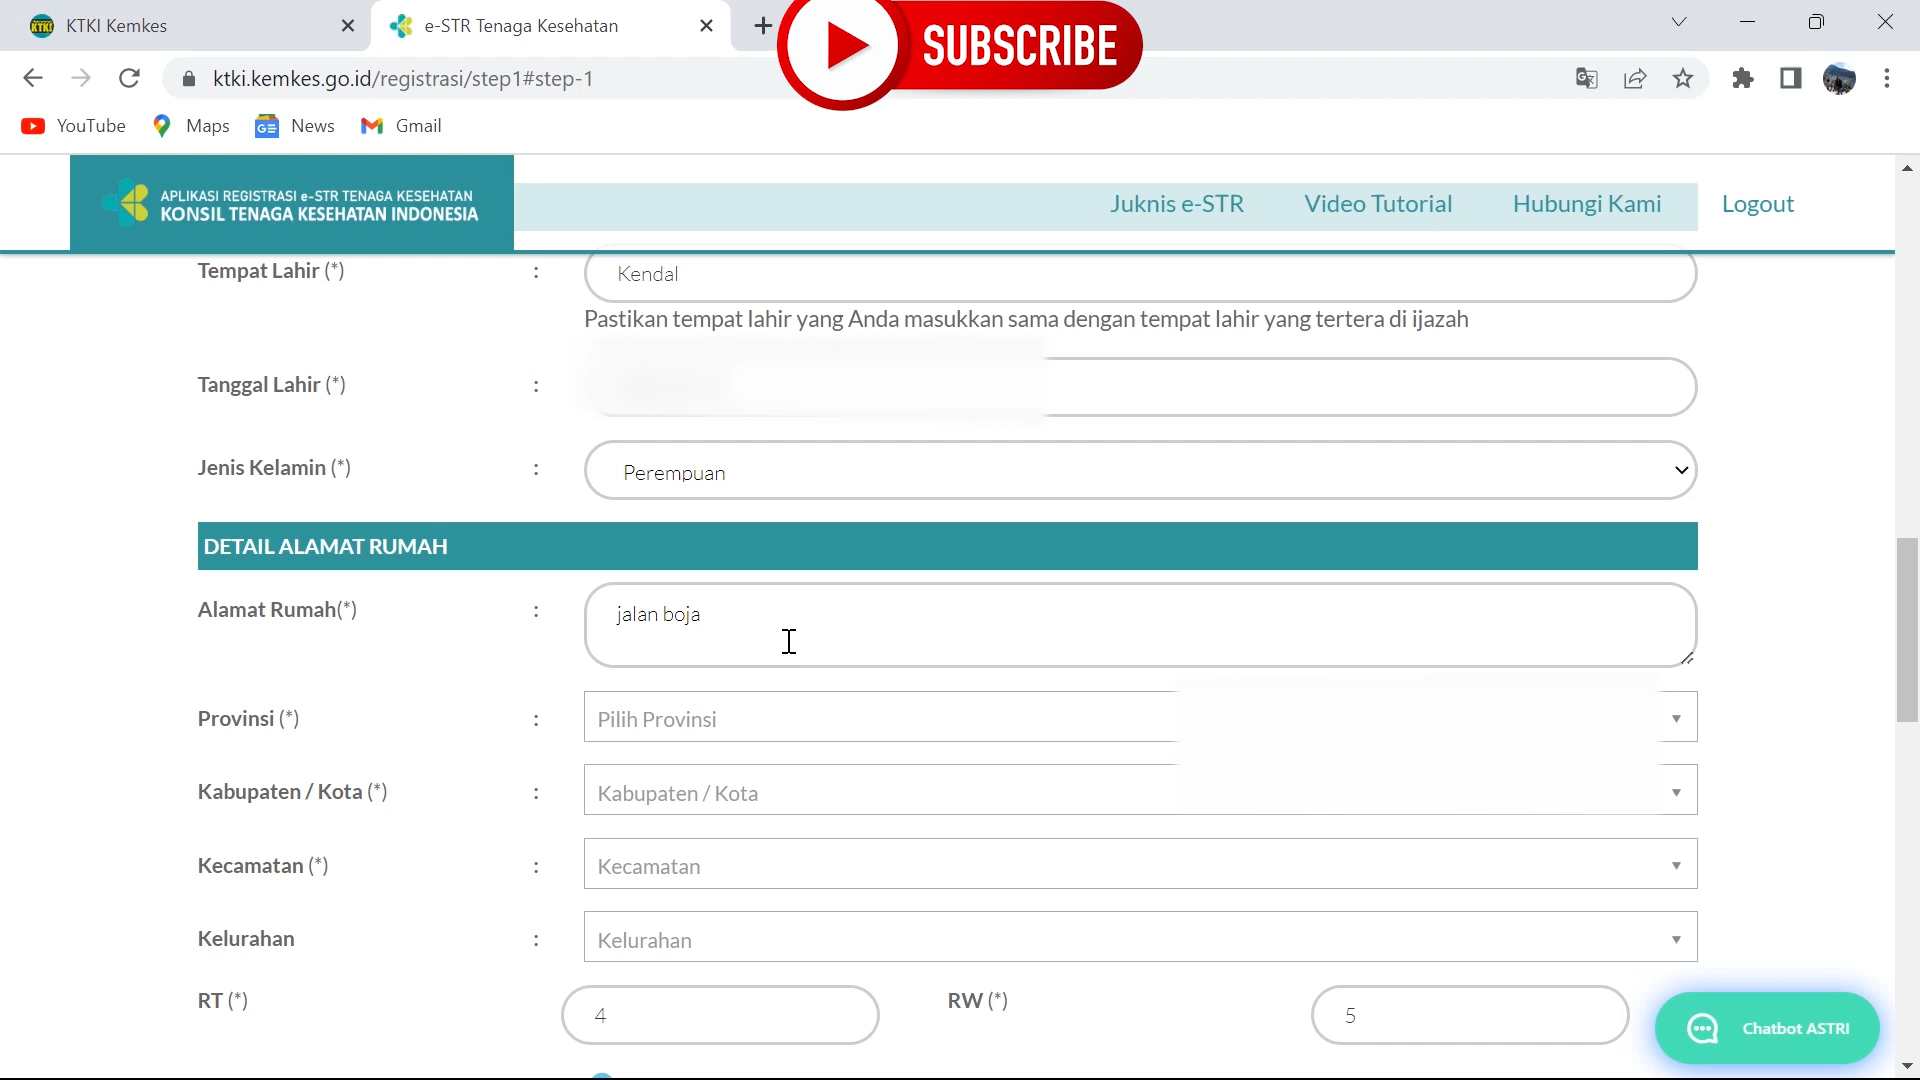 KTKI Kemkes
e-STR Tenaga Kesehatan
SUBSCRIBE
ktki.kemkes.go.id/registrasi/step1#step-1
YouTube
Maps
News
Gmail
APLIKASI REGISTRASI e-STR TENAGA KESEHATAN
KONSIL TENAGA KESEHATAN INDONESIA
Juknis e-STR
Video Tutorial
Hubungi Kami
Logout
Tempat Lahir (*) : Kendal
Pastikan tempat lahir yang Anda masukkan sama dengan tempat lahir yang tertera di ijazah
Tanggal Lahir (*) :
Jenis Kelamin (*) : Perempuan
DETAIL ALAMAT RUMAH
Alamat Rumah(*) : jalan boja
Provinsi (*) : Pilih Provinsi
Kabupaten / Kota (*) : Kabupaten / Kota
Kecamatan (*) : Kecamatan
Kelurahan : Kelurahan
RT (*) 4 RW (*) 5
Chatbot ASTRI